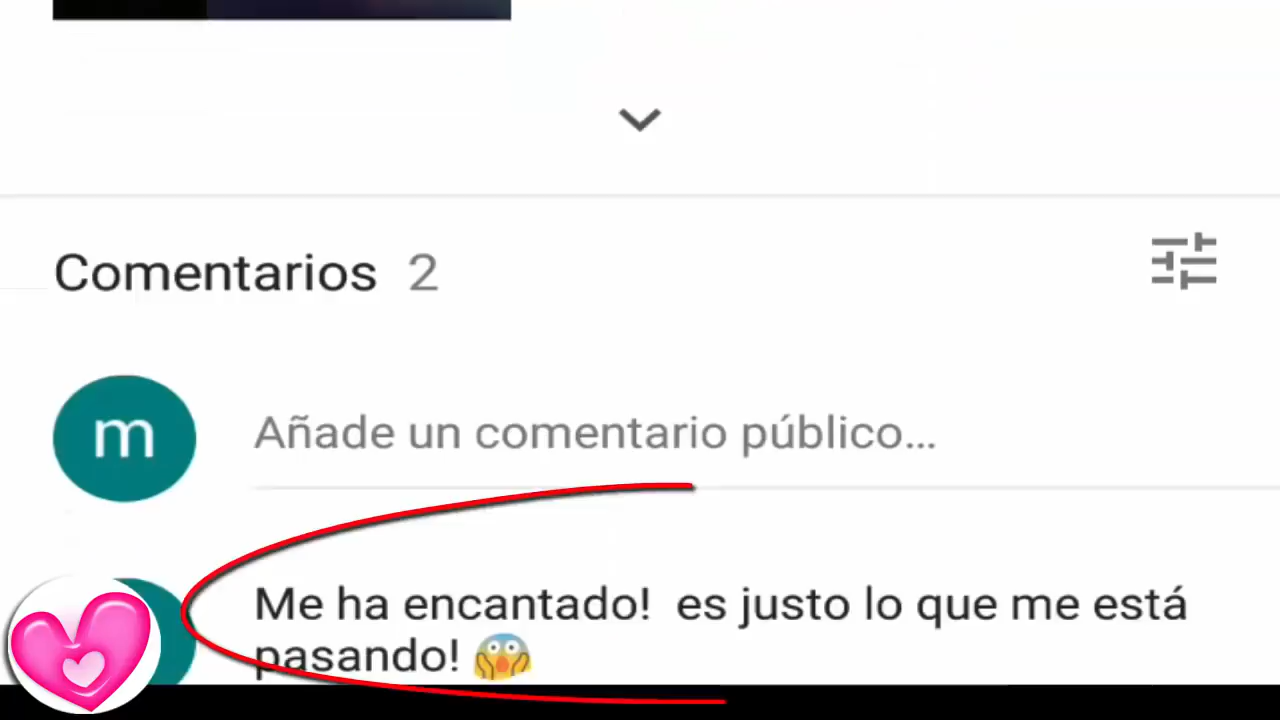 Comentarios 2
m
Añade un comentario público...
Me ha encantado! es justo lo que me está
pasando! 😱